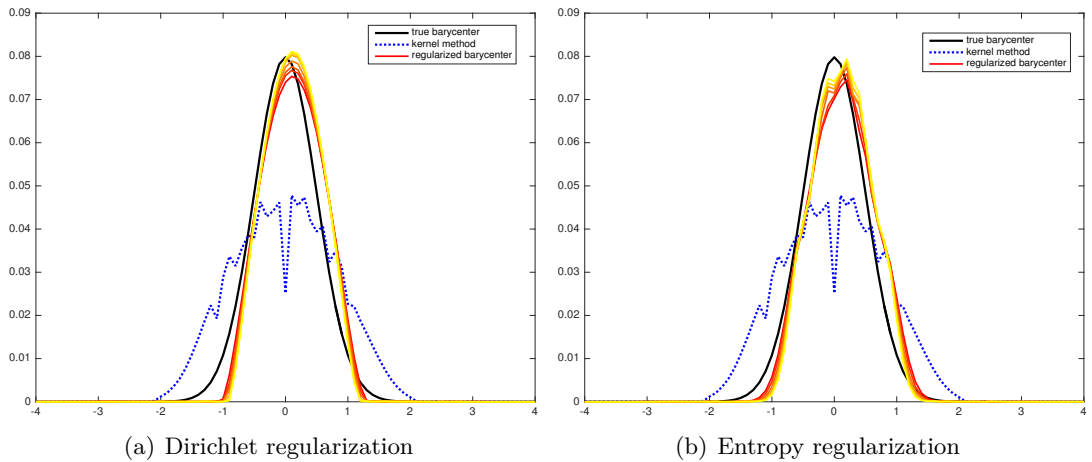 0.09
0.08
0.07
0.06
0.05
0.04
0.03
0.02
0.01
0
-4 -3 -2 -1 0 1 2 3 4
true barycenter
kernel method
regularized barycenter
(a) Dirichlet regularization
0.09
0.08
0.07
0.06
0.05
0.04
0.03
0.02
0.01
0
-4 -3 -2 -1 0 1 2 3 4
true barycenter
kernel method
regularized barycenter
(b) Entropy regularization